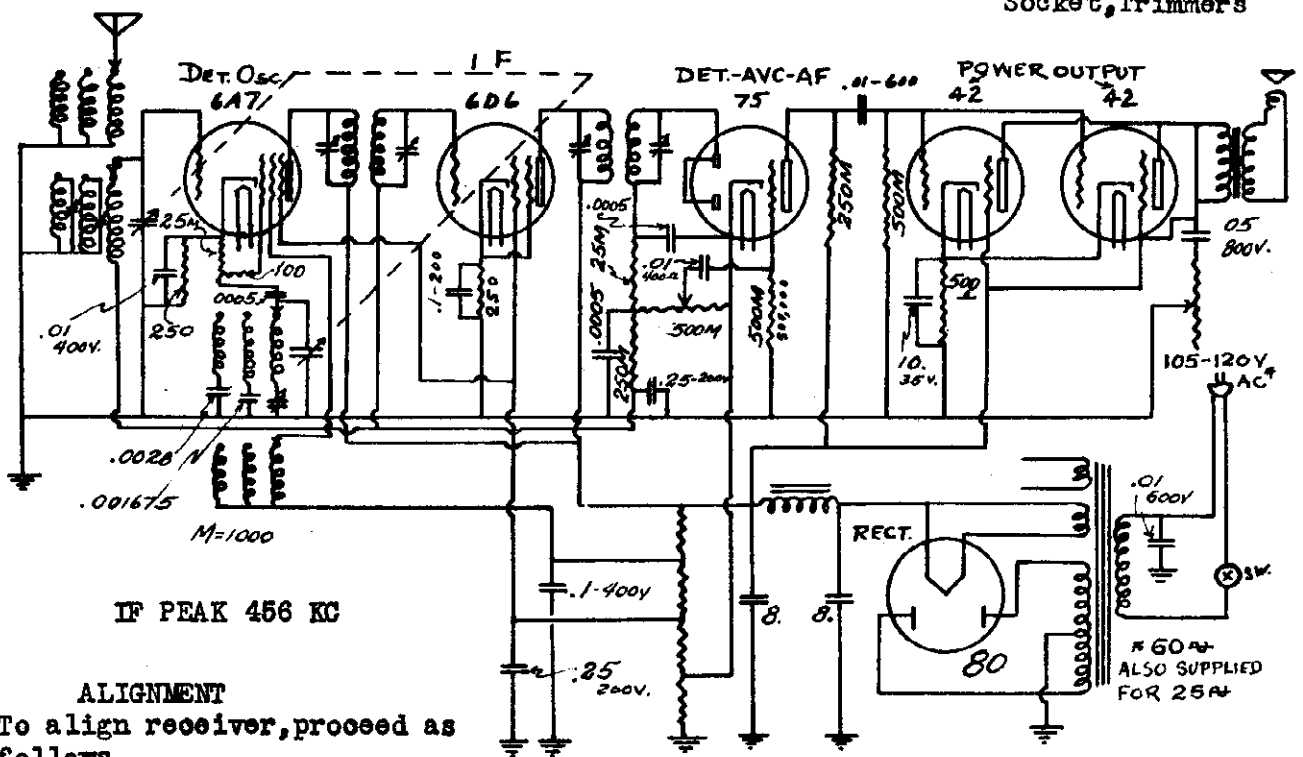 Socket,Trimmers
DET. OSC.
6A7
I F
6D6
DET.-AVC-AF
75
.01-600
POWER OUTPUT
42
42
25M
100
.0005
.01
400V.
250
.1-200
250
.0005
25M
.01
500M
.0005
250M
.25-200V.
500M
500,000
250M
500M
500
10.
35V.
05
800V.
105-120V
AC*
.0028
.001675
M=1000
.1-400V
.25
200V.
8.
8.
RECT.
80
.01
600V
SW.
* 60~
ALSO SUPPLIED
FOR 25~
IF PEAK 456 KC
ALIGNMENT
To align receiver,proceed as
follows